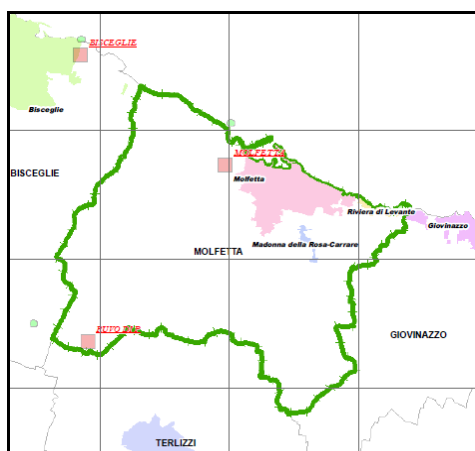 BISCEGLIE
Bisceglie
MOLFETTA
BISCEGLIE
Molfetta
Riviera di Levante
Giovinazzo
Madonna della Rosa-Carrare
MOLFETTA
GIOVINAZZO
TERLIZZI